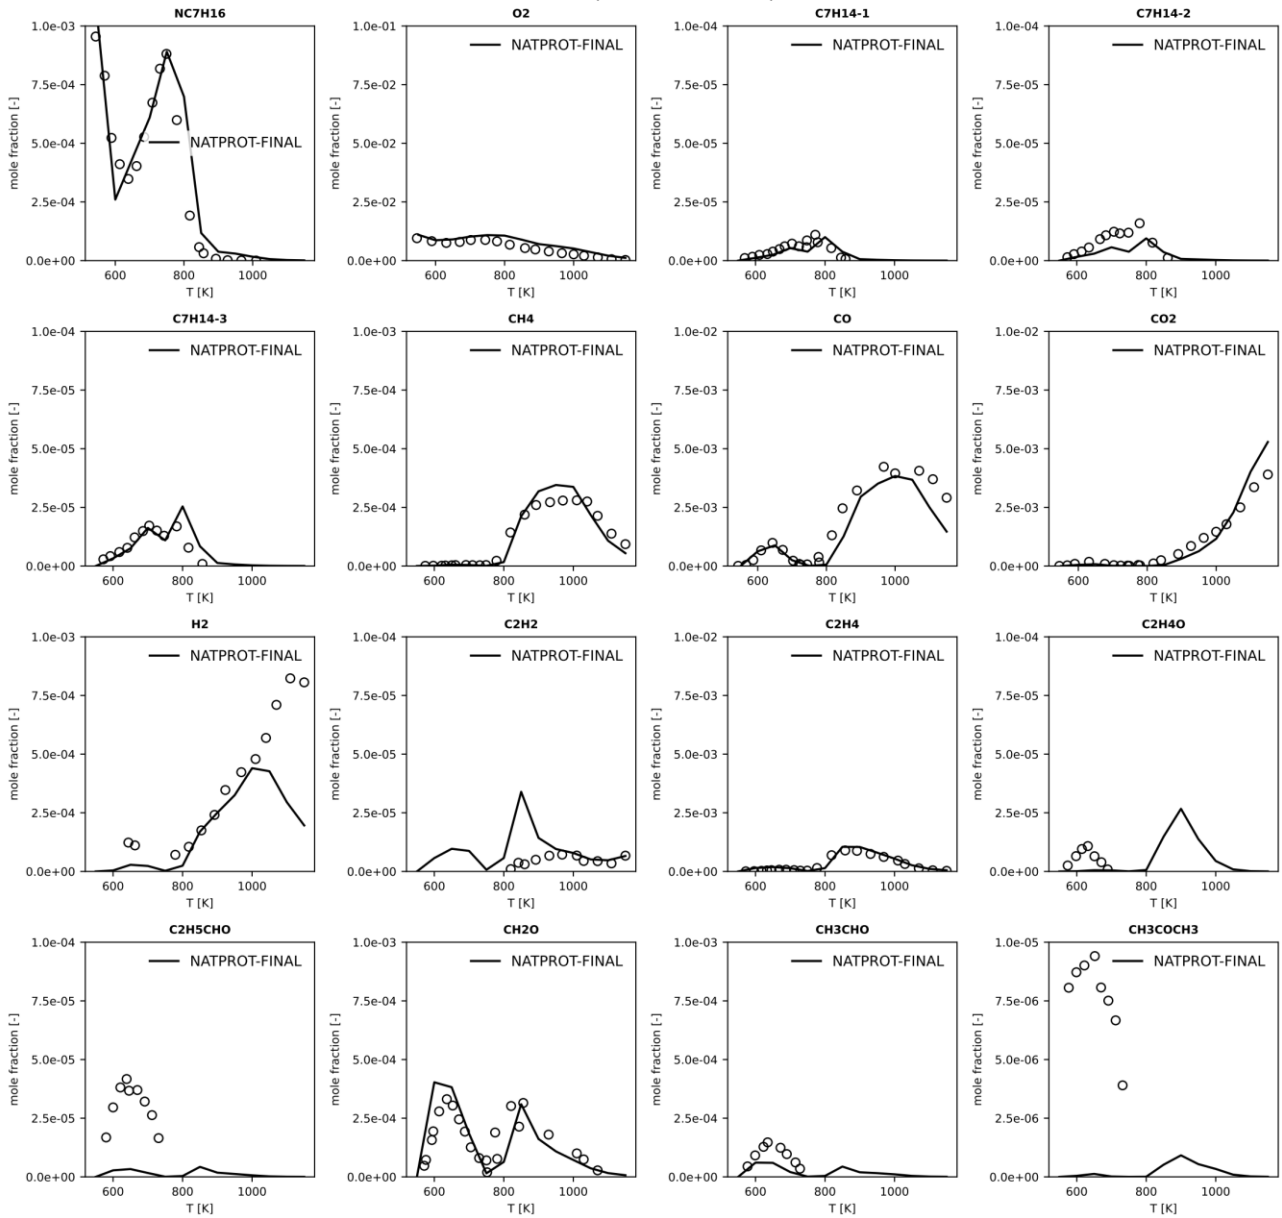 NC7H16
1.0e-03
7.5e-04
5.0e-04
2.5e-04
0.0e+00
mole fraction [-]
NATPROT-FINAL
600 800 1000
T [K]
O2
1.0e-01
7.5e-02
5.0e-02
2.5e-02
0.0e+00
mole fraction [-]
NATPROT-FINAL
600 800 1000
T [K]
C7H14-1
1.0e-04
7.5e-05
5.0e-05
2.5e-05
0.0e+00
mole fraction [-]
NATPROT-FINAL
600 800 1000
T [K]
C7H14-2
1.0e-04
7.5e-05
5.0e-05
2.5e-05
0.0e+00
mole fraction [-]
NATPROT-FINAL
600 800 1000
T [K]
C7H14-3
1.0e-04
7.5e-05
5.0e-05
2.5e-05
0.0e+00
mole fraction [-]
NATPROT-FINAL
600 800 1000
T [K]
CH4
1.0e-03
7.5e-04
5.0e-04
2.5e-04
0.0e+00
mole fraction [-]
NATPROT-FINAL
600 800 1000
T [K]
CO
1.0e-02
7.5e-03
5.0e-03
2.5e-03
0.0e+00
mole fraction [-]
NATPROT-FINAL
600 800 1000
T [K]
CO2
1.0e-02
7.5e-03
5.0e-03
2.5e-03
0.0e+00
mole fraction [-]
NATPROT-FINAL
600 800 1000
T [K]
H2
1.0e-03
7.5e-04
5.0e-04
2.5e-04
0.0e+00
mole fraction [-]
NATPROT-FINAL
600 800 1000
T [K]
C2H2
1.0e-04
7.5e-05
5.0e-05
2.5e-05
0.0e+00
mole fraction [-]
NATPROT-FINAL
600 800 1000
T [K]
C2H4
1.0e-02
7.5e-03
5.0e-03
2.5e-03
0.0e+00
mole fraction [-]
NATPROT-FINAL
600 800 1000
T [K]
C2H4O
1.0e-04
7.5e-05
5.0e-05
2.5e-05
0.0e+00
mole fraction [-]
NATPROT-FINAL
600 800 1000
T [K]
C2H5CHO
1.0e-04
7.5e-05
5.0e-05
2.5e-05
0.0e+00
mole fraction [-]
NATPROT-FINAL
600 800 1000
T [K]
CH2O
1.0e-03
7.5e-04
5.0e-04
2.5e-04
0.0e+00
mole fraction [-]
NATPROT-FINAL
600 800 1000
T [K]
CH3CHO
1.0e-03
7.5e-04
5.0e-04
2.5e-04
0.0e+00
mole fraction [-]
NATPROT-FINAL
600 800 1000
T [K]
CH3COCH3
1.0e-05
7.5e-06
5.0e-06
2.5e-06
0.0e+00
mole fraction [-]
NATPROT-FINAL
600 800 1000
T [K]